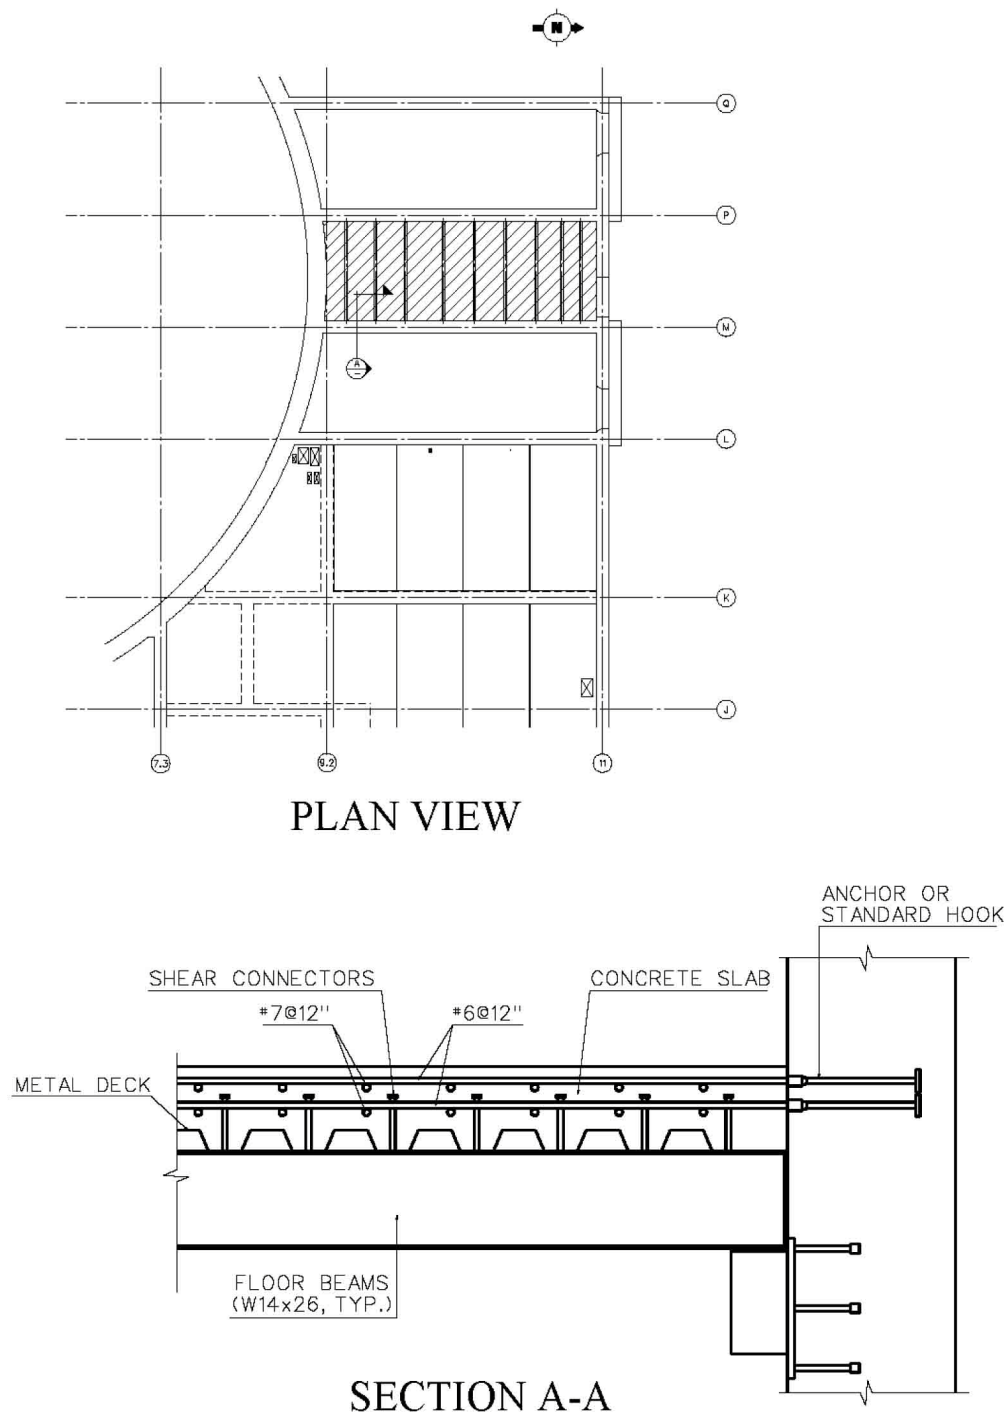 N
Q
P
M
A
L
K
J
7.3
9.2
11
PLAN VIEW
ANCHOR OR
STANDARD HOOK
SHEAR CONNECTORS
CONCRETE SLAB
#7@12"
#6@12"
METAL DECK
FLOOR BEAMS
(W14x26, TYP.)
SECTION A-A